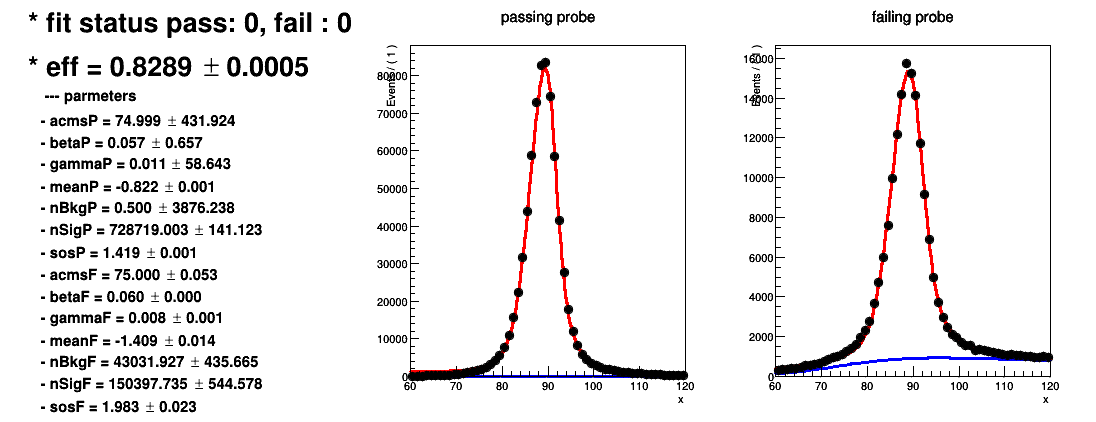 * fit status pass: 0, fail : 0
* eff = 0.8289 ± 0.0005
--- parmeters
- acmsP = 74.999 ± 431.924
- betaP = 0.057 ± 0.657
- gammaP = 0.011 ± 58.643
- meanP = -0.822 ± 0.001
- nBkgP = 0.500 ± 3876.238
- nSigP = 728719.003 ± 141.123
- sosP = 1.419 ± 0.001
- acmsF = 75.000 ± 0.053
- betaF = 0.060 ± 0.000
- gammaF = 0.008 ± 0.001
- meanF = -1.409 ± 0.014
- nBkgF = 43031.927 ± 435.665
- nSigF = 150397.735 ± 544.578
- sosF = 1.983 ± 0.023
passing probe
Events / ( 1 )
80000
70000
60000
50000
40000
30000
20000
10000
0
60 70 80 90 100 110 120
x
failing probe
Events / ( 1 )
16000
14000
12000
10000
8000
6000
4000
2000
0
60 70 80 90 100 110 120
x